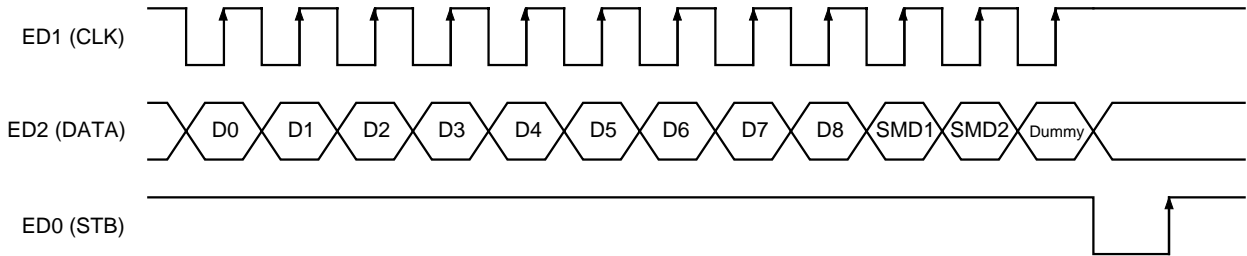 ED1 (CLK)
ED2 (DATA) D0 D1 D2 D3 D4 D5 D6 D7 D8 SMD1 SMD2 Dummy
ED0 (STB)